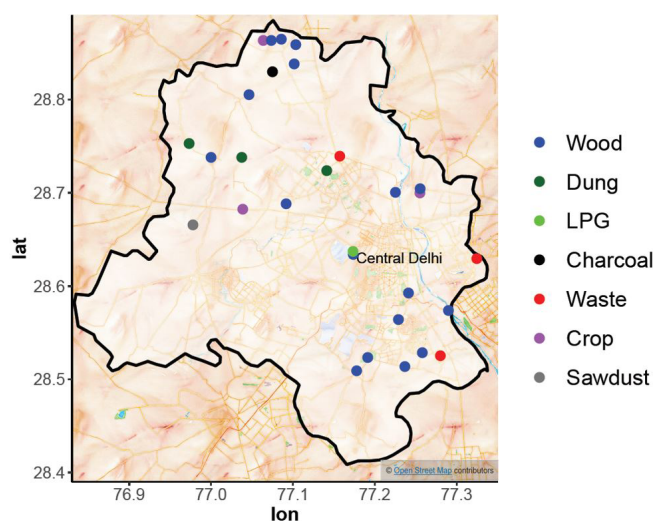 28.8
28.7
28.6
28.5
28.4
lat
76.9 77.0 77.1 77.2 77.3
lon
Central Delhi
© Open Street Map contributors
Wood
Dung
LPG
Charcoal
Waste
Crop
Sawdust